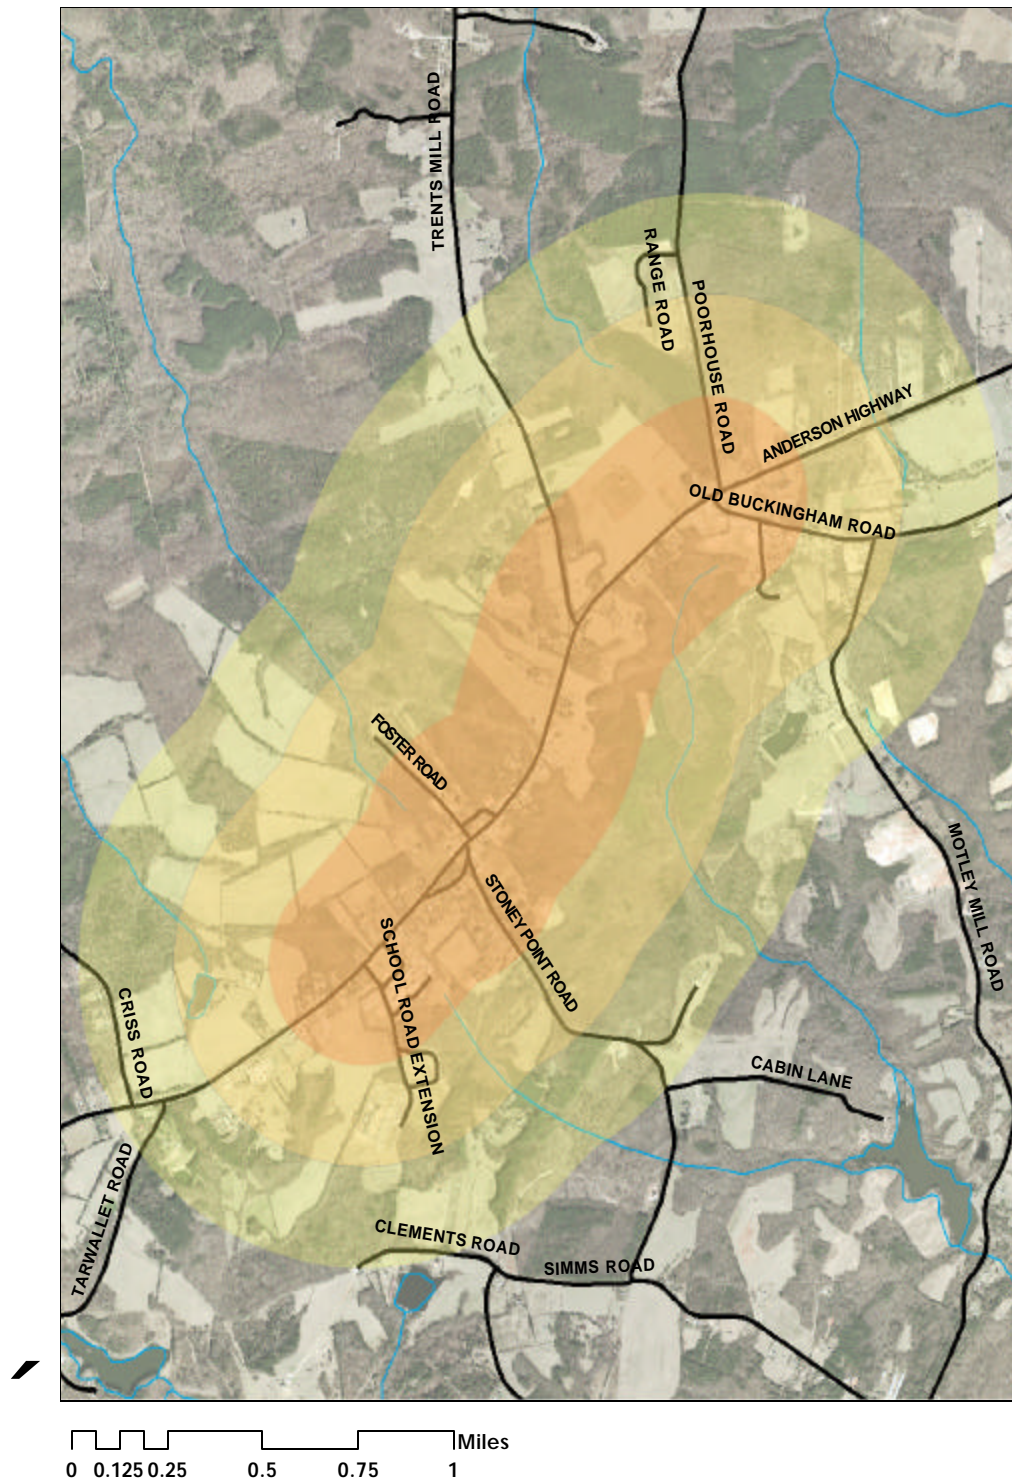 TRENTS MILL ROAD
RANGE ROAD
POORHOUSE ROAD
ANDERSON HIGHWAY
OLD BUCKINGHAM ROAD
FOSTER ROAD
STONEY POINT ROAD
SCHOOL ROAD EXTENSION
MOTLEY MILL ROAD
CRISS ROAD
CABIN LANE
TARWALLET ROAD
CLEMENTS ROAD
SIMMS ROAD
Miles
0 0.125 0.25 0.5 0.75 1